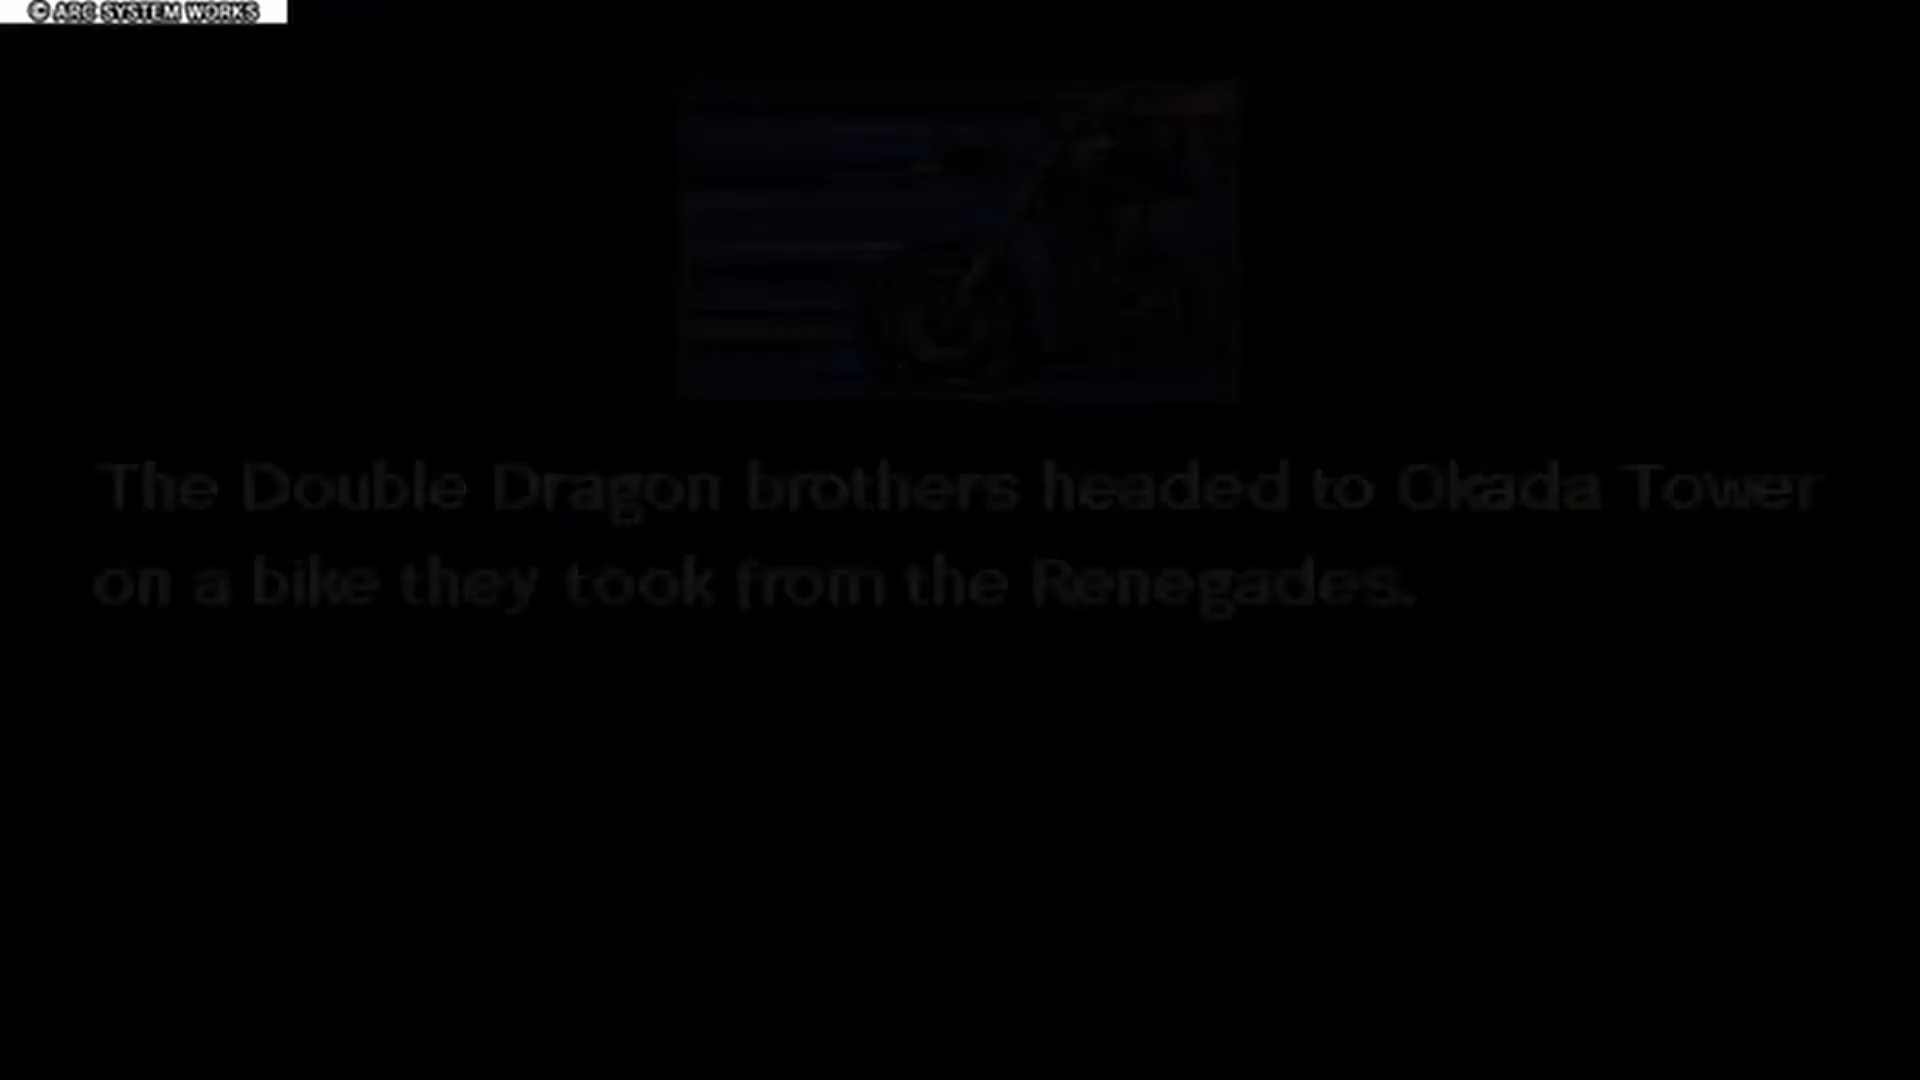 © ARC SYSTEM WORKS
The Double Dragon brothers headed to Okada Tower
on a bike they took from the Renegades.